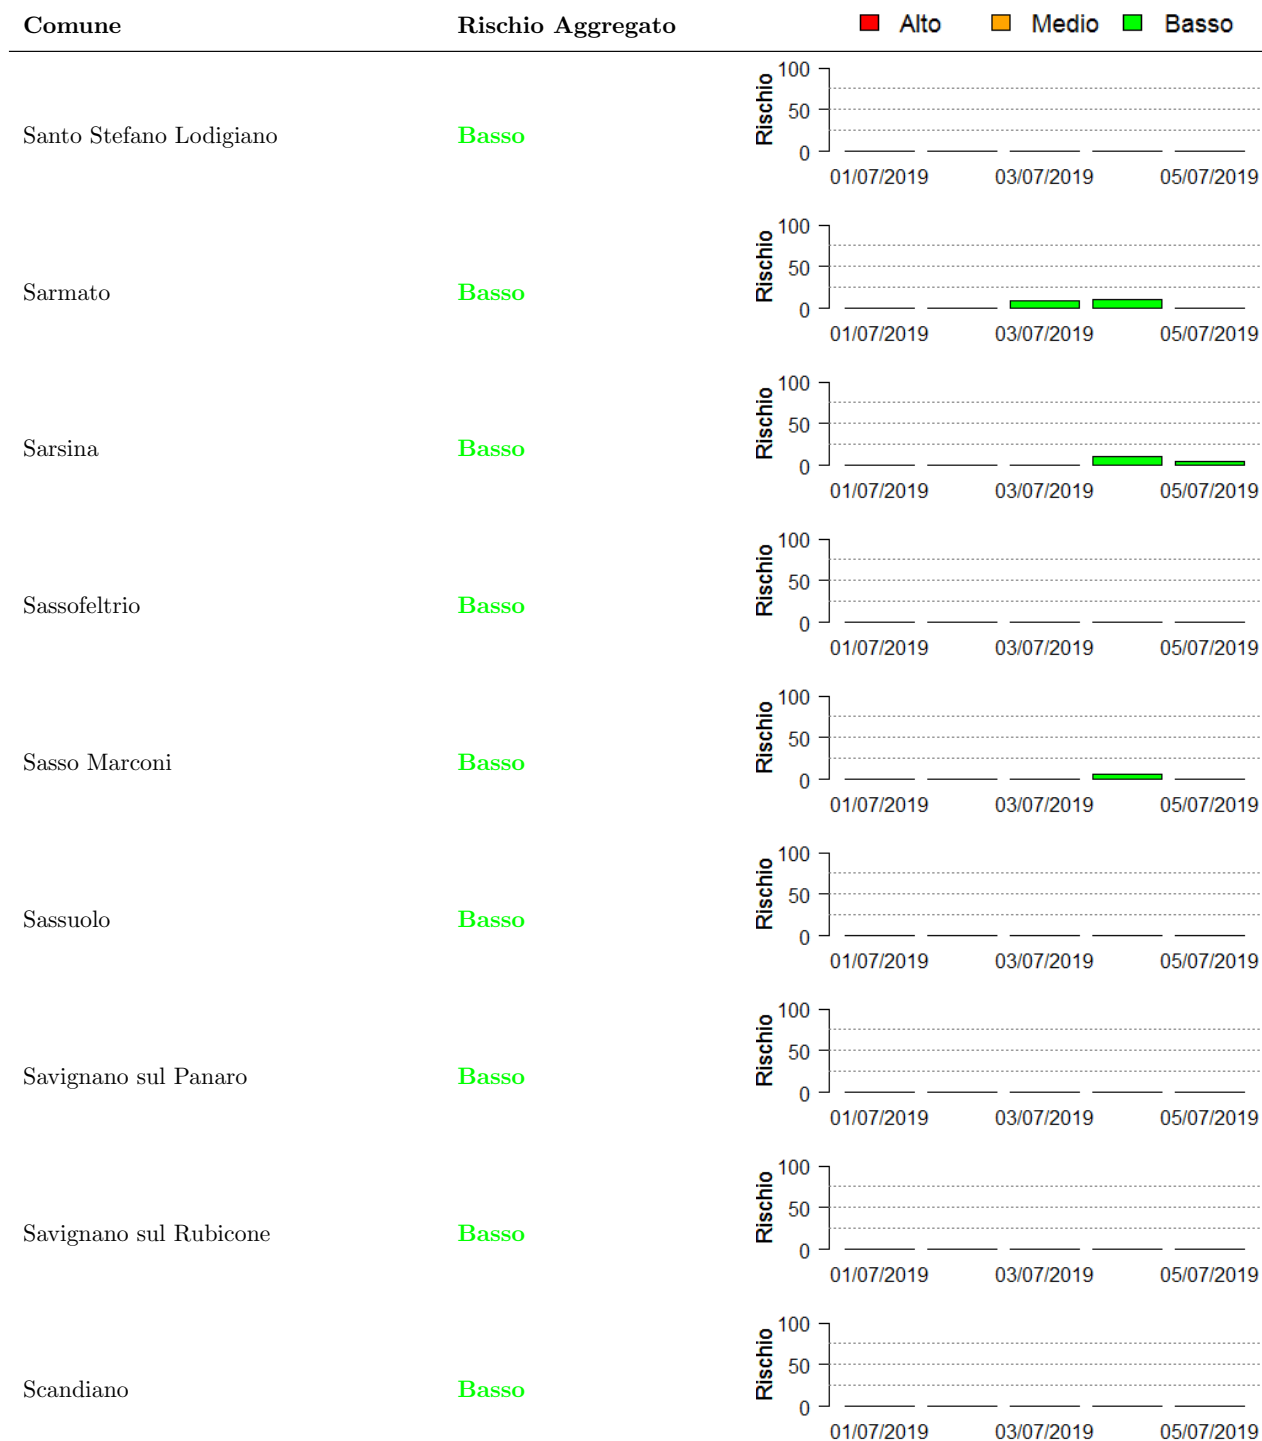 Comune Rischio Aggregato Alto Medio Basso
Santo Stefano Lodigiano Basso
Rischio
100
50
0
01/07/2019 03/07/2019 05/07/2019
Sarmato Basso
Rischio
100
50
0
01/07/2019 03/07/2019 05/07/2019
Sarsina Basso
Rischio
100
50
0
01/07/2019 03/07/2019 05/07/2019
Sassofeltrio Basso
Rischio
100
50
0
01/07/2019 03/07/2019 05/07/2019
Sasso Marconi Basso
Rischio
100
50
0
01/07/2019 03/07/2019 05/07/2019
Sassuolo Basso
Rischio
100
50
0
01/07/2019 03/07/2019 05/07/2019
Savignano sul Panaro Basso
Rischio
100
50
0
01/07/2019 03/07/2019 05/07/2019
Savignano sul Rubicone Basso
Rischio
100
50
0
01/07/2019 03/07/2019 05/07/2019
Scandiano Basso
Rischio
100
50
0
01/07/2019 03/07/2019 05/07/2019